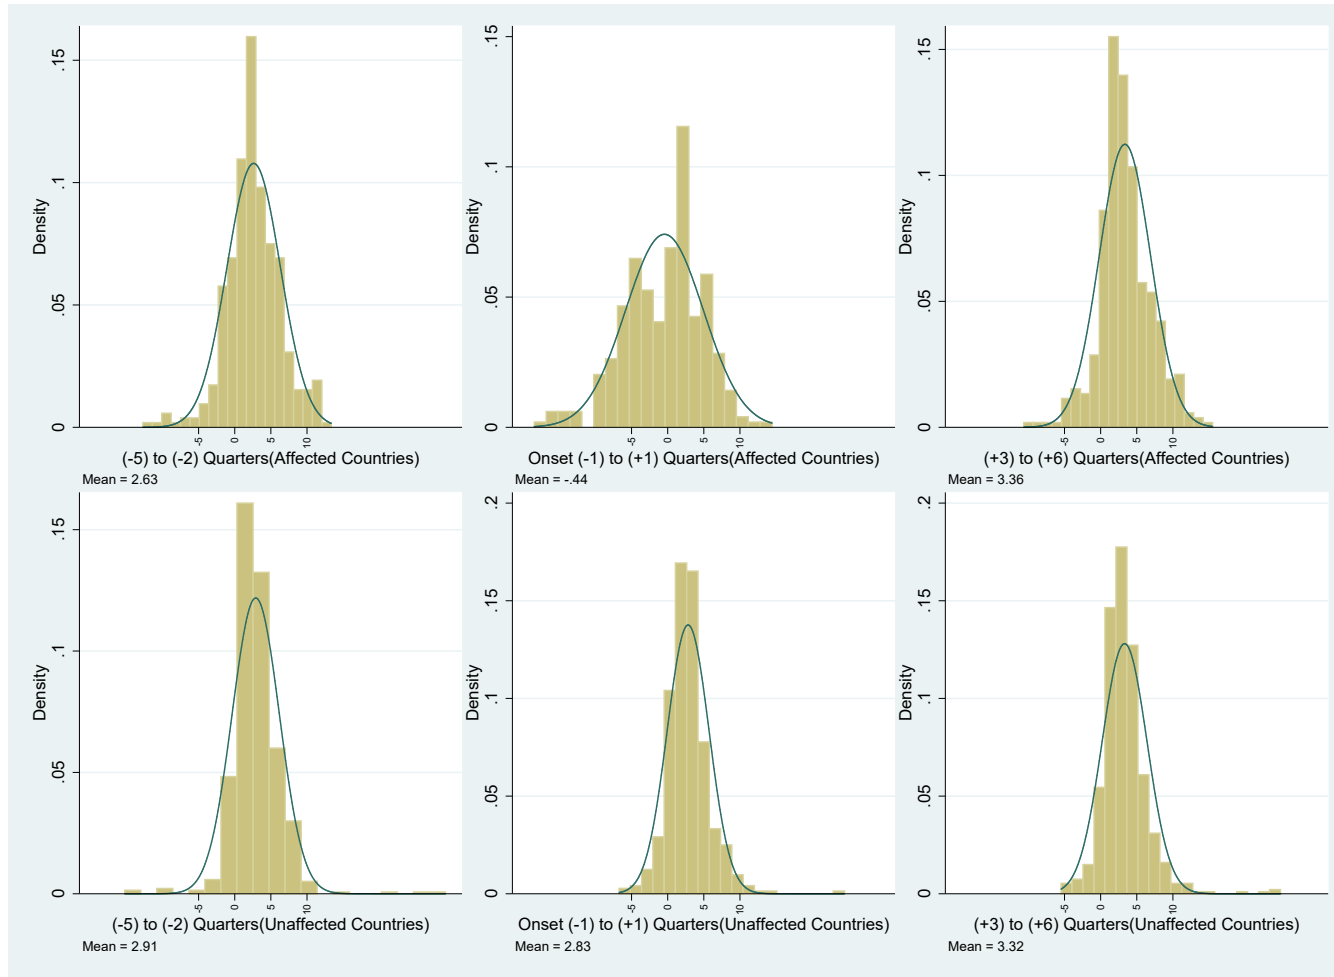 .15
.1
.05
0
Density
-5 0 5 10
(-5) to (-2) Quarters(Affected Countries)
Mean = 2.63
.15
.1
.05
0
Density
-5 0 5 10
Onset (-1) to (+1) Quarters(Affected Countries)
Mean = -.44
.15
.1
.05
0
Density
-5 0 5 10
(+3) to (+6) Quarters(Affected Countries)
Mean = 3.36
.15
.1
.05
0
Density
-5 0 5 10
(-5) to (-2) Quarters(Unaffected Countries)
Mean = 2.91
.2
.15
.1
.05
0
Density
-5 0 5 10
Onset (-1) to (+1) Quarters(Unaffected Countries)
Mean = 2.83
.2
.15
.1
.05
0
Density
-5 0 5 10
(+3) to (+6) Quarters(Unaffected Countries)
Mean = 3.32